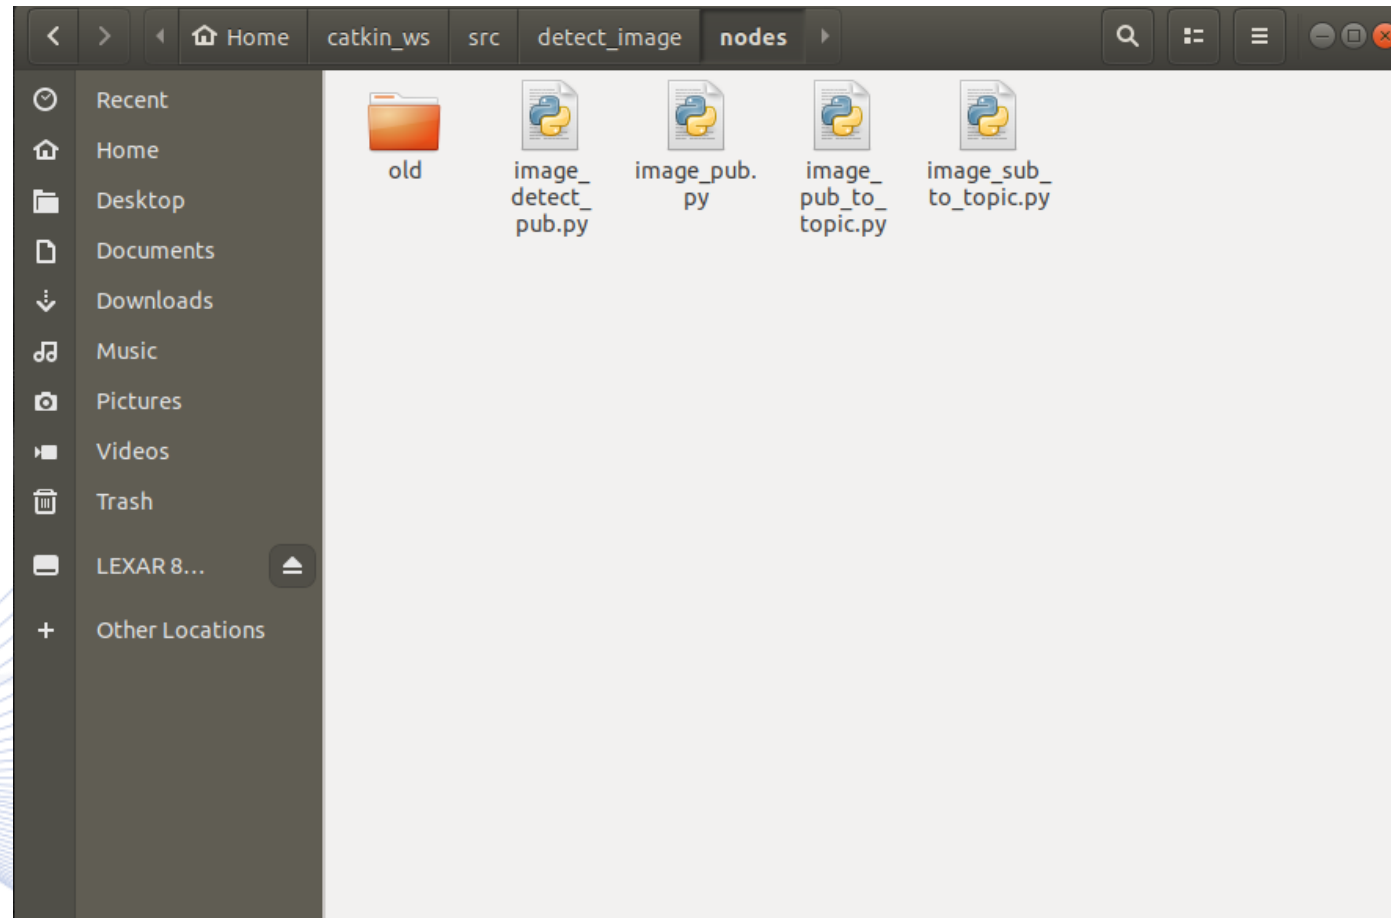 Home catkin_ws src detect_image nodes
Recent
Home
Desktop
Documents
Downloads
Music
Pictures
Videos
Trash
LEXAR 8...
Other Locations
old
image_
detect_
pub.py
image_pub.
py
image_
pub_to_
topic.py
image_sub_
to_topic.py